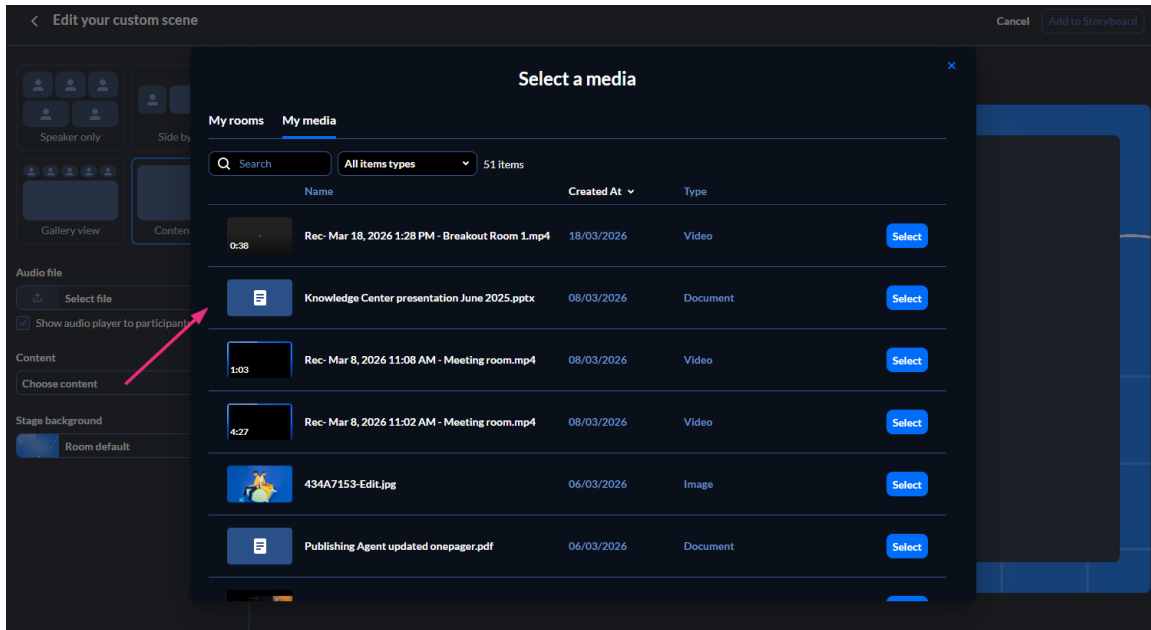 Edit your custom scene
Cancel
Add to Storyboard
Select a media
My rooms
My media
Search
All items types
51 items
Name
Created At
Type
0:38
Rec- Mar 18, 2026 1:28 PM - Breakout Room 1.mp4
18/03/2026
Video
Select
Knowledge Center presentation June 2025.pptx
08/03/2026
Document
Select
1:03
Rec- Mar 8, 2026 11:08 AM - Meeting room.mp4
08/03/2026
Video
Select
4:27
Rec- Mar 8, 2026 11:02 AM - Meeting room.mp4
08/03/2026
Video
Select
434A7153-Edit.jpg
06/03/2026
Image
Select
Publishing Agent updated onepager.pdf
06/03/2026
Document
Select
Speaker only
Side by
Gallery view
Conten
Audio file
Select file
Show audio player to participants
Content
Choose content
Stage background
Room default